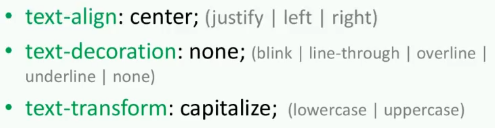 • text-align: center; (justify | left | right)
• text-decoration: none; (blink | line-through | overline |
underline | none)
• text-transform: capitalize; (lowercase | uppercase)